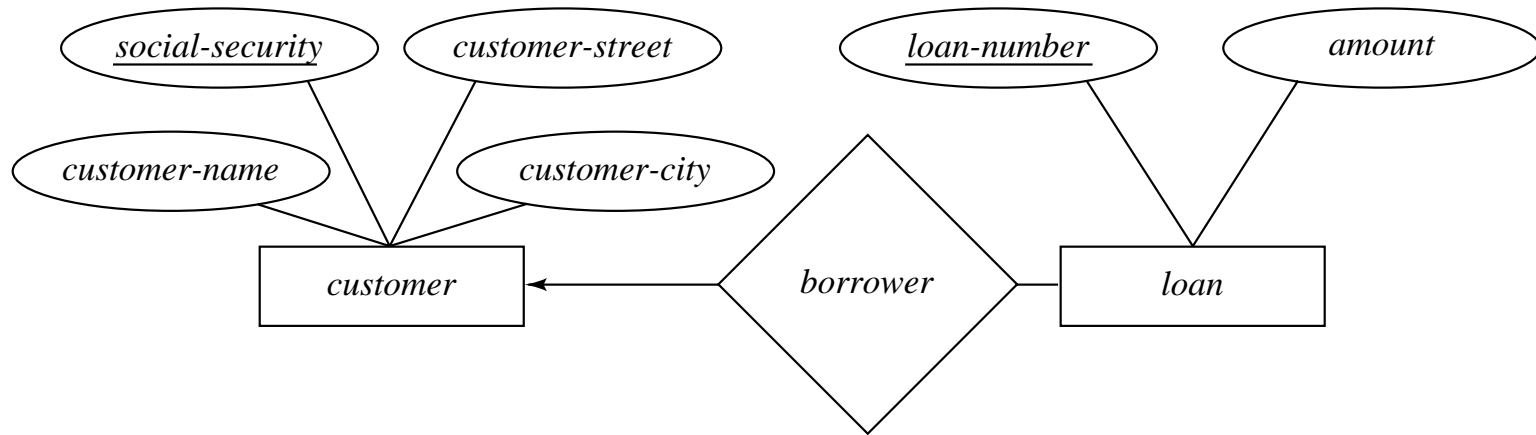 social-security
customer-street
loan-number
amount
customer-name
customer-city
customer
borrower
loan